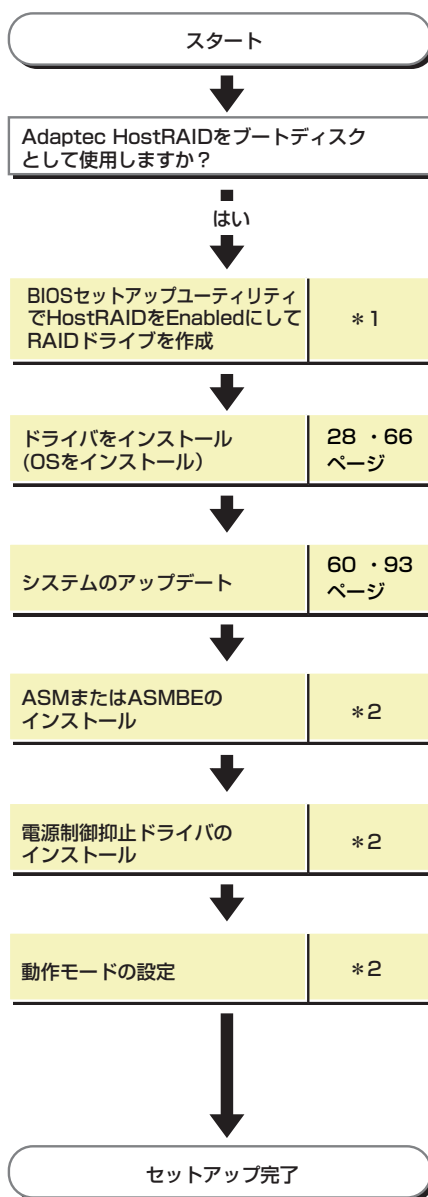 スタート
Adaptec HostRAIDをブートディスク
として使用しますか？
はい
BIOSセットアップユーティリティ
でHostRAIDをEnabledにして
RAIDドライブを作成
＊1
ドライバをインストール
(OSをインストール）
28 ・66
ページ
システムのアップデート
60 ・93
ページ
ASMまたはASMBEの
インストール
＊2
電源制御抑止ドライバの
インストール
＊2
動作モードの設定
＊2
セットアップ完了